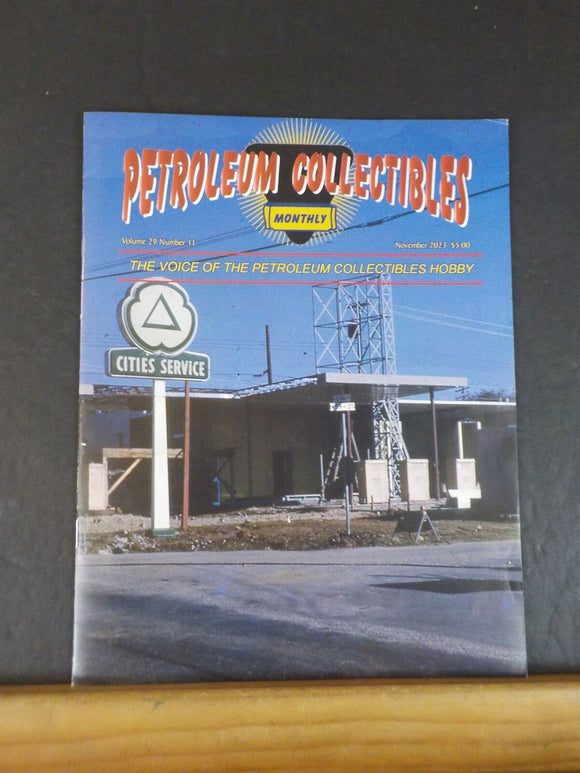 PETROLEUM COLLECTIBLES
MONTHLY
Volume 29 Number 11
November 2023 $5.00
THE VOICE OF THE PETROLEUM COLLECTIBLES HOBBY
CITIES SERVICE